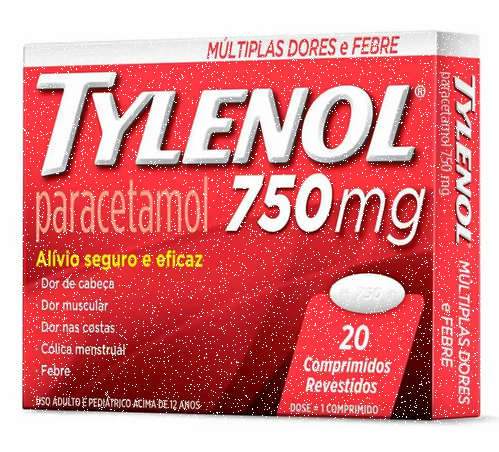 MÚLTIPLAS DORES e FEBRE
TYLENOL®
paracetamol 750mg
Alívio seguro e eficaz
Dor de cabeça
Dor muscular
Dor nas costas
Cólica menstrual
Febre
750
20
Comprimidos
Revestidos
USO ADULTO E PEDIÁTRICO ACIMA DE 12 ANOS
DOSE = 1 COMPRIMIDO
TYLENOL
paracetamol 750 mg
MÚLTIPLAS DORES
e FEBRE